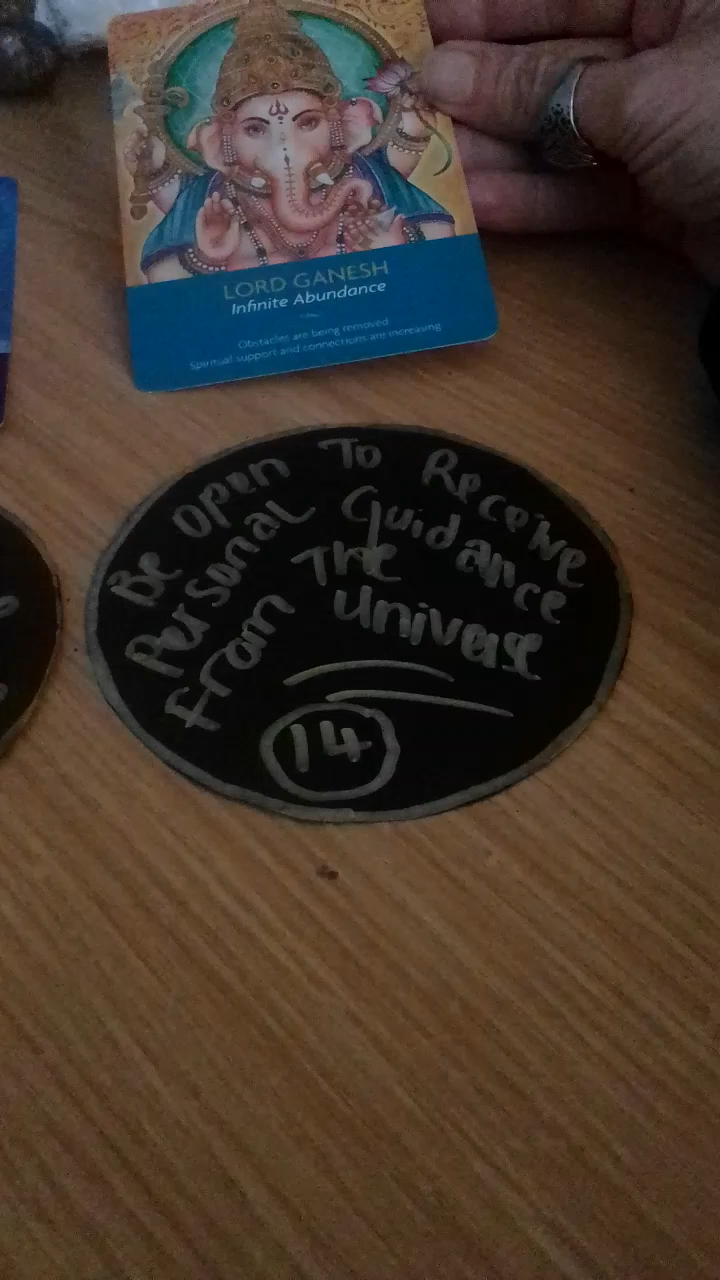 LORD GANESH
Infinite Abundance
Obstacles are being removed
Spiritual support and connections are increasing
Be Open To Receive
Personal Guidance
From The Universe
14